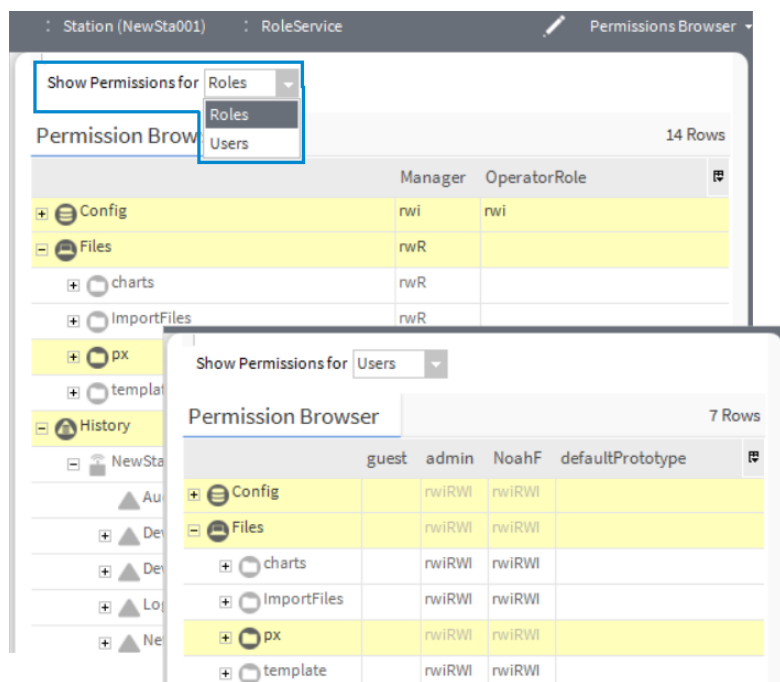 : Station (NewSta001) : RoleService Permissions Browser
Show Permissions for Roles
Roles
Users
Permission Brow 14 Rows
Manager OperatorRole
Config rwi rwi
Files rwR
charts rwR
ImportFiles rwR
px
templat
History
NewSta
Au
Dev
Dev
Log
Ne
Show Permissions for Users
Permission Browser 7 Rows
guest admin NoahF defaultPrototype
Config rwiRWI rwiRWI
Files rwiRWI rwiRWI
charts rwiRWI rwiRWI
ImportFiles rwiRWI rwiRWI
px rwiRWI rwiRWI
template rwiRWI rwiRWI